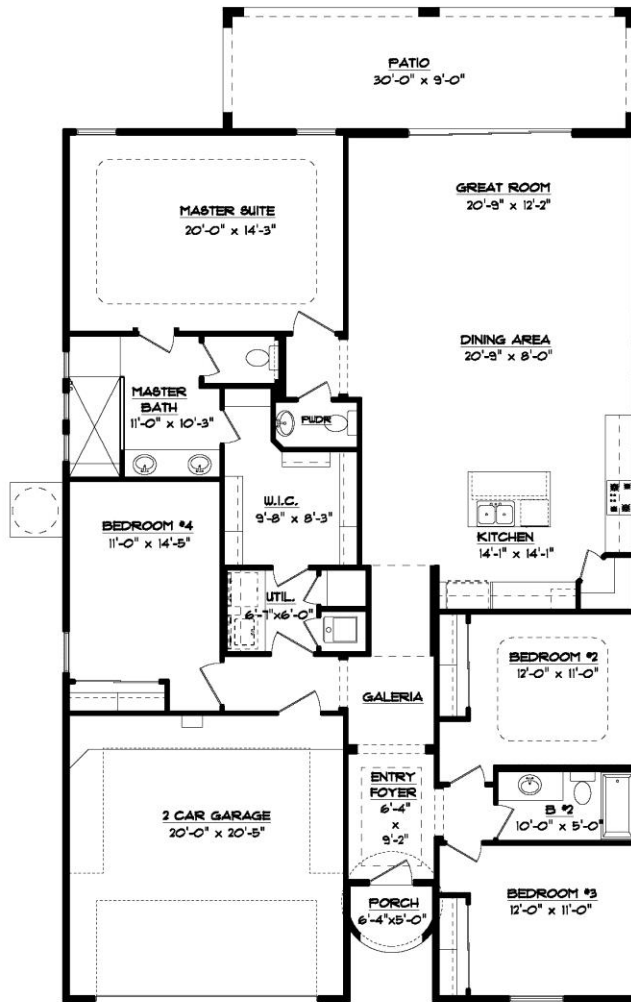 PATIO
30'-0" x 9'-0"
MASTER SUITE
20'-0" x 14'-3"
GREAT ROOM
20'-9" x 12'-2"
DINING AREA
20'-9" x 8'-0"
MASTER
BATH
11'-0" x 10'-3"
PWDR
W.I.C.
9'-8" x 8'-3"
KITCHEN
14'-1" x 14'-1"
BEDROOM #4
11'-0" x 14'-5"
UTIL.
6'-7"x6'-0"
BEDROOM #2
12'-0" x 11'-0"
GALERIA
ENTRY
FOYER
6'-4"
x
9'-2"
B #2
10'-0" x 5'-0"
2 CAR GARAGE
20'-0" x 20'-5"
PORCH
6'-4"x5'-0"
BEDROOM #3
12'-0" x 11'-0"